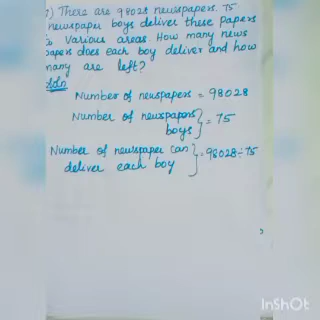 7) There are 98028 newspapers. 75
newspaper boys deliver these papers
to various areas. How many news
papers does each boy deliver and how
many are left?
Soln
Number of newspapers = 98028
Number of newspapers boys } = 75
Number of newspaper can deliver each boy } = 98028 ÷ 75
InShOt